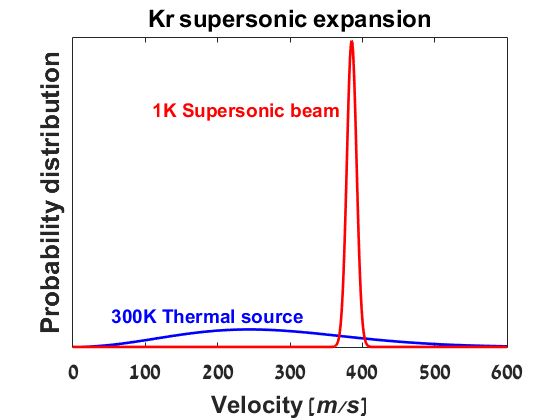 Kr supersonic expansion
Probability distribution
1K Supersonic beam
300K Thermal source
0 100 200 300 400 500 600
Velocity [m/s]